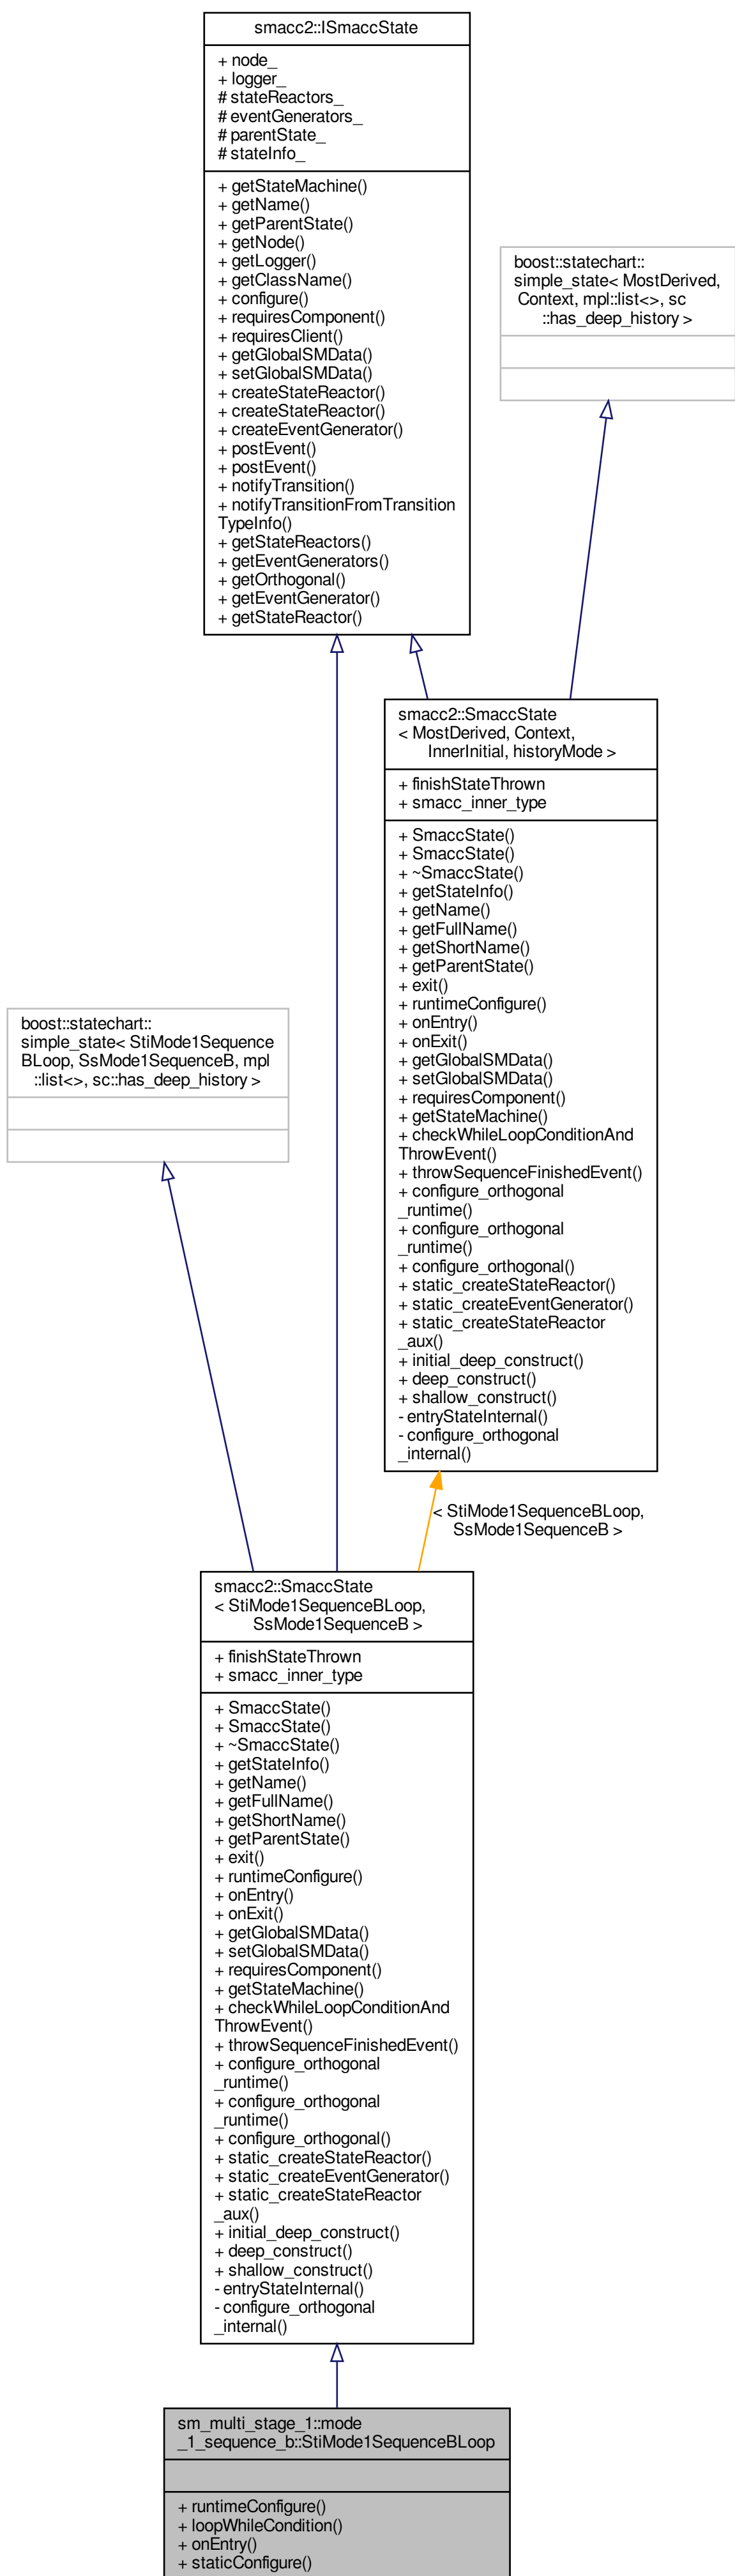 smacc2::ISmaccState
+ node_
+ logger_
# stateReactors_
# eventGenerators_
# parentState_
# stateInfo_
+ getStateMachine()
+ getName()
+ getParentState()
+ getNode()
+ getLogger()
+ getClassName()
+ configure()
+ requiresComponent()
+ requiresClient()
+ getGlobalSMData()
+ setGlobalSMData()
+ createStateReactor()
+ createStateReactor()
+ createEventGenerator()
+ postEvent()
+ postEvent()
+ notifyTransition()
+ notifyTransitionFromTransition
TypeInfo()
+ getStateReactors()
+ getEventGenerators()
+ getOrthogonal()
+ getEventGenerator()
+ getStateReactor()
boost::statechart::
simple_state< MostDerived,
Context, mpl::list<>, sc
::has_deep_history >
smacc2::SmaccState
< MostDerived, Context,
InnerInitial, historyMode >
+ finishStateThrown
+ smacc_inner_type
+ SmaccState()
+ SmaccState()
+ ~SmaccState()
+ getStateInfo()
+ getName()
+ getFullName()
+ getShortName()
+ getParentState()
+ exit()
+ runtimeConfigure()
+ onEntry()
+ onExit()
+ getGlobalSMData()
+ setGlobalSMData()
+ requiresComponent()
+ getStateMachine()
+ checkWhileLoopConditionAnd
ThrowEvent()
+ throwSequenceFinishedEvent()
+ configure_orthogonal
_runtime()
+ configure_orthogonal
_runtime()
+ configure_orthogonal()
+ static_createStateReactor()
+ static_createEventGenerator()
+ static_createStateReactor
_aux()
+ initial_deep_construct()
+ deep_construct()
+ shallow_construct()
- entryStateInternal()
- configure_orthogonal
_internal()
boost::statechart::
simple_state< StiMode1Sequence
BLoop, SsMode1SequenceB, mpl
::list<>, sc::has_deep_history >
< StiMode1SequenceBLoop,
SsMode1SequenceB >
smacc2::SmaccState
< StiMode1SequenceBLoop,
SsMode1SequenceB >
+ finishStateThrown
+ smacc_inner_type
+ SmaccState()
+ SmaccState()
+ ~SmaccState()
+ getStateInfo()
+ getName()
+ getFullName()
+ getShortName()
+ getParentState()
+ exit()
+ runtimeConfigure()
+ onEntry()
+ onExit()
+ getGlobalSMData()
+ setGlobalSMData()
+ requiresComponent()
+ getStateMachine()
+ checkWhileLoopConditionAnd
ThrowEvent()
+ throwSequenceFinishedEvent()
+ configure_orthogonal
_runtime()
+ configure_orthogonal
_runtime()
+ configure_orthogonal()
+ static_createStateReactor()
+ static_createEventGenerator()
+ static_createStateReactor
_aux()
+ initial_deep_construct()
+ deep_construct()
+ shallow_construct()
- entryStateInternal()
- configure_orthogonal
_internal()
sm_multi_stage_1::mode
_1_sequence_b::StiMode1SequenceBLoop
+ runtimeConfigure()
+ loopWhileCondition()
+ onEntry()
+ staticConfigure()